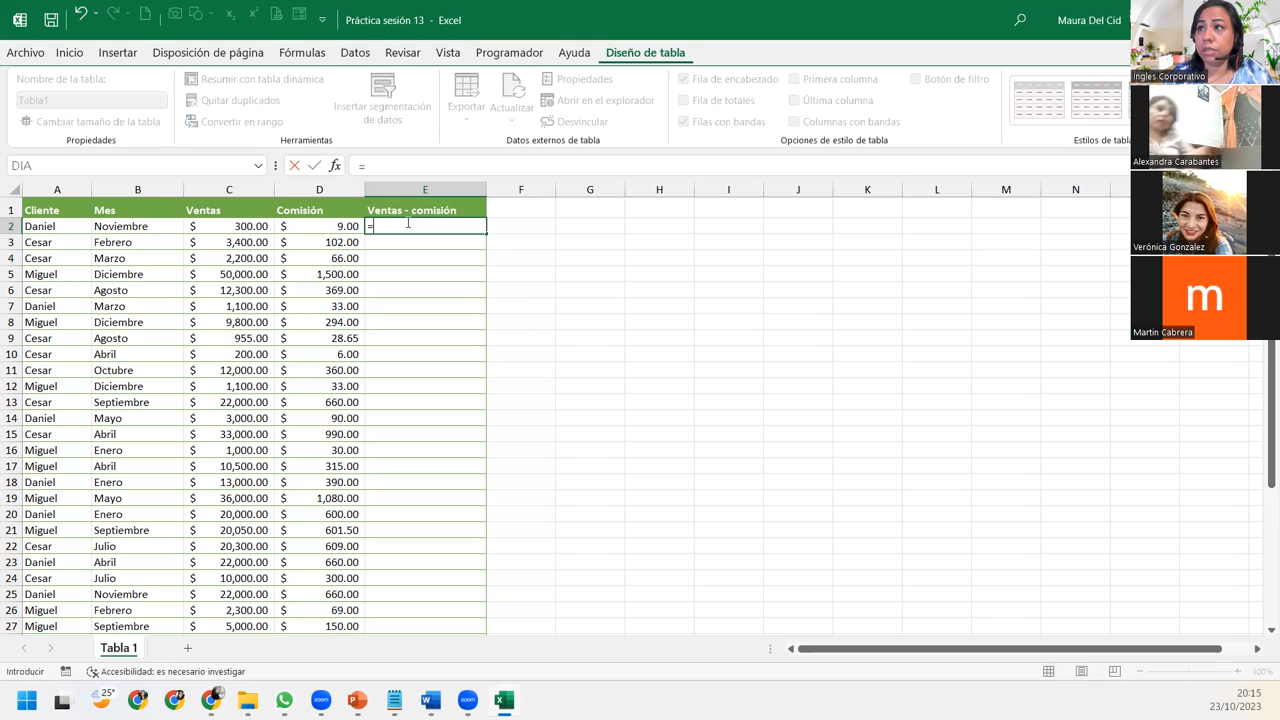 Práctica sesión 13 - Excel
Maura Del Cid
Archivo Inicio Insertar Disposición de página Fórmulas Datos Revisar Vista Programador Ayuda Diseño de tabla
Nombre de la tabla:
Tabla1
Cambiar tamaño de la tabla
Propiedades
Resumir con tabla dinámica
Quitar duplicados
Convertir en rango
Insertar segmentación de datos
Herramientas
Exportar
Actualizar
Propiedades
Abrir en el explorador
Desvincular
Datos externos de tabla
Fila de encabezado
Fila de totales
Filas con bandas
Primera columna
Última columna
Columnas con bandas
Botón de filtro
Opciones de estilo de tabla
Estilos de tabla
Ingles Corporativo
Alexandra Carabantes
Verónica Gonzalez
m
Martin Cabrera
DIA fx =
A B C D E F G H I J K L M N
1 Cliente Mes Ventas Comisión Ventas - comisión
2 Daniel Noviembre $ 300.00 $ 9.00 =
3 Cesar Febrero $ 3,400.00 $ 102.00
4 Cesar Marzo $ 2,200.00 $ 66.00
5 Miguel Diciembre $ 50,000.00 $ 1,500.00
6 Cesar Agosto $ 12,300.00 $ 369.00
7 Daniel Marzo $ 1,100.00 $ 33.00
8 Miguel Diciembre $ 9,800.00 $ 294.00
9 Cesar Agosto $ 955.00 $ 28.65
10 Cesar Abril $ 200.00 $ 6.00
11 Cesar Octubre $ 12,000.00 $ 360.00
12 Miguel Diciembre $ 1,100.00 $ 33.00
13 Cesar Septiembre $ 22,000.00 $ 660.00
14 Daniel Mayo $ 3,000.00 $ 90.00
15 Cesar Abril $ 33,000.00 $ 990.00
16 Miguel Enero $ 1,000.00 $ 30.00
17 Miguel Abril $ 10,500.00 $ 315.00
18 Daniel Enero $ 13,000.00 $ 390.00
19 Miguel Mayo $ 36,000.00 $ 1,080.00
20 Daniel Enero $ 20,000.00 $ 600.00
21 Miguel Septiembre $ 20,050.00 $ 601.50
22 Cesar Julio $ 20,300.00 $ 609.00
23 Daniel Abril $ 22,000.00 $ 660.00
24 Cesar Julio $ 10,000.00 $ 300.00
25 Daniel Noviembre $ 22,000.00 $ 660.00
26 Miguel Febrero $ 2,300.00 $ 69.00
27 Miguel Septiembre $ 5,000.00 $ 150.00
Tabla 1
Introducir
Accesibilidad: es necesario investigar
100%
25°
zoom
zoom
20:15
23/10/2023